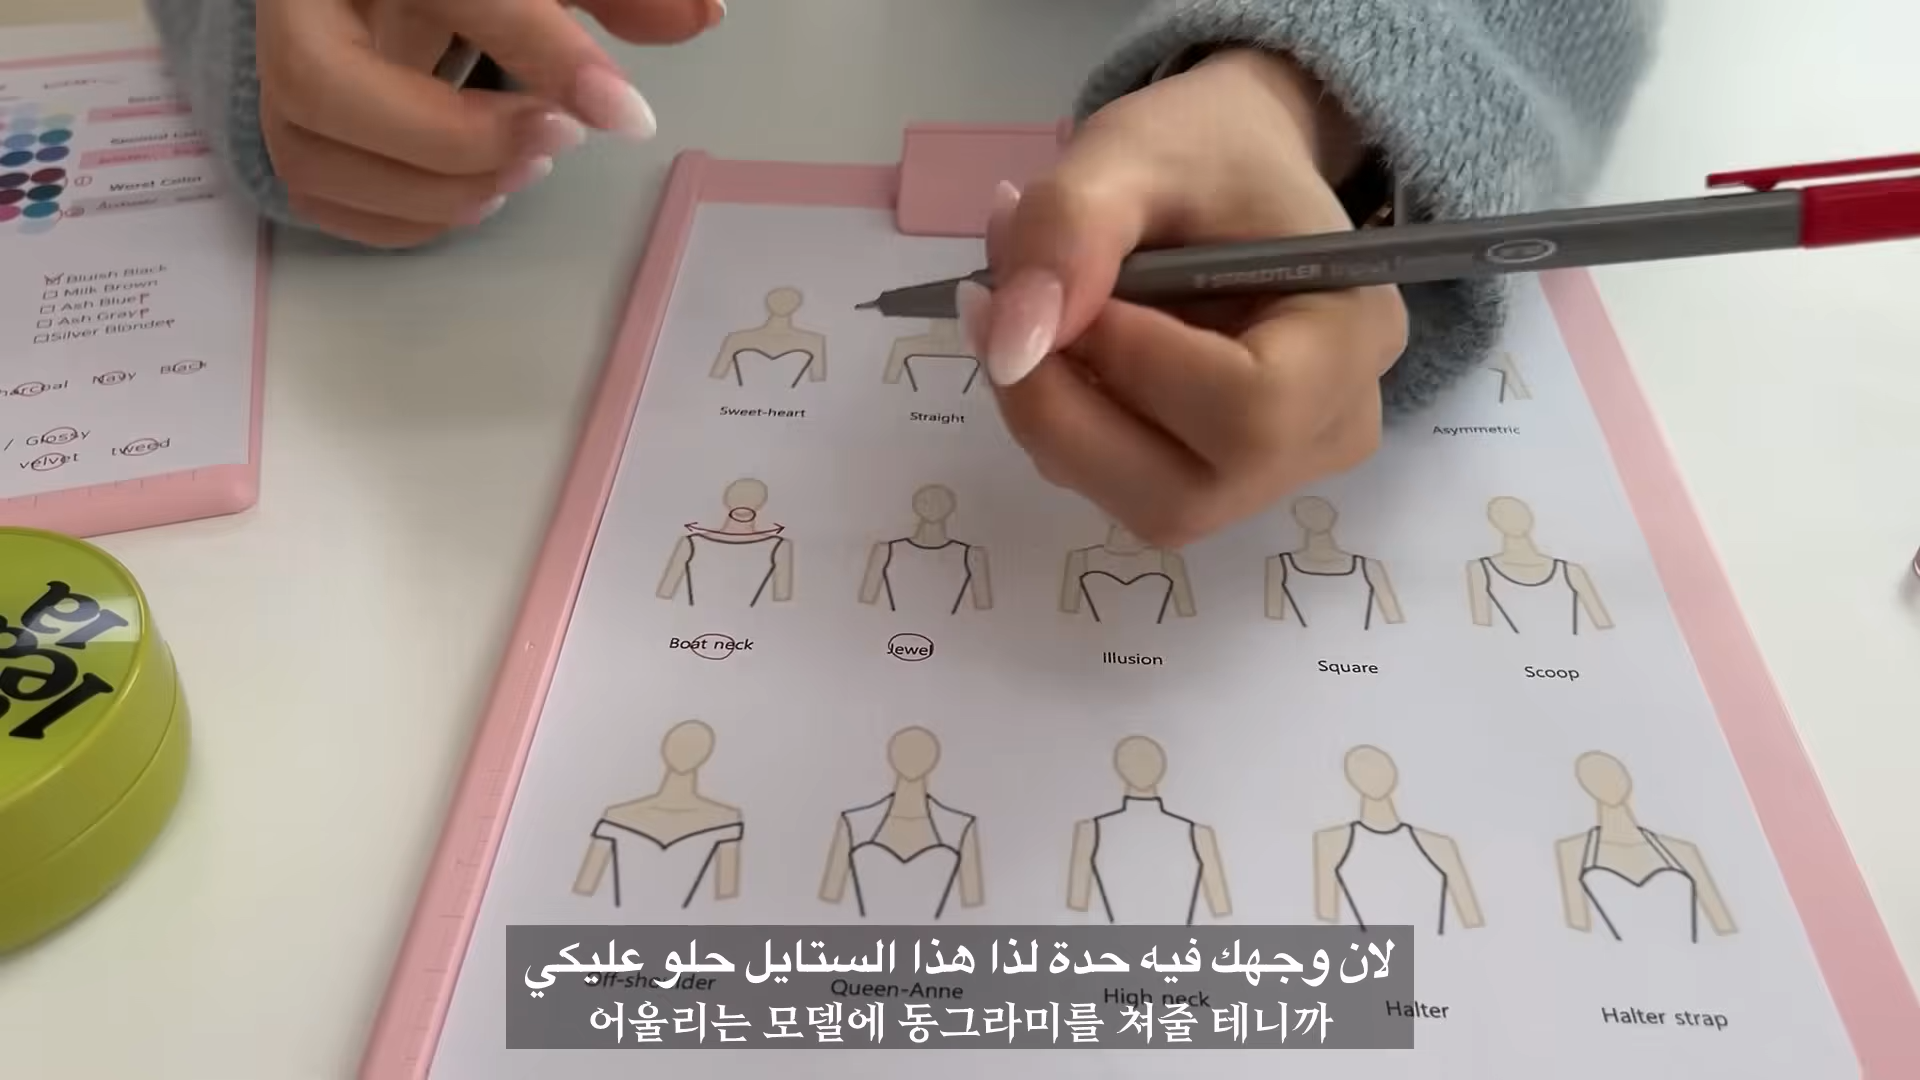 Worst Color
Bluish Black
Milk Brown
Ash Blue
Ash Gray
Silver Blonde
Charcoal Navy Black
/ Glossy
velvet tweed
STAEDTLER
Sweet-heart
Straight
Asymmetric
Boat neck
Jewel
Illusion
Square
Scoop
Off-shoulder
Queen-Anne
High neck
Halter
Halter strap
لان وجهك فيه حدة لذا هذا الستايل حلو عليكي
어울리는 모델에 동그라미를 쳐줄 테니까